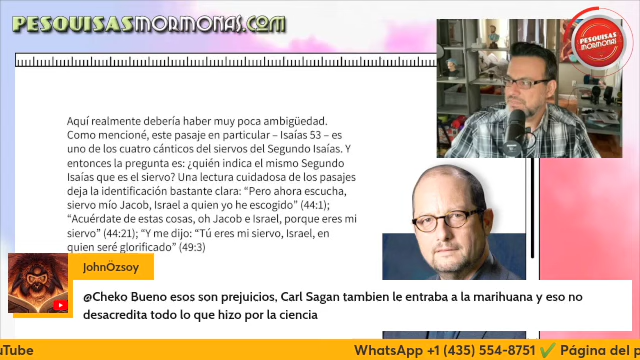 PESQUISASMORMONAS.COM
PESQUISAS
MORMONAS
Aquí realmente debería haber muy poca ambigüedad.
Como mencioné, este pasaje en particular – Isaías 53 – es
uno de los cuatro cánticos del siervos del Segundo Isaías. Y
entonces la pregunta es: ¿quién indica el mismo Segundo
Isaías que es el siervo? Una lectura cuidadosa de los pasajes
deja la identificación bastante clara: “Pero ahora escucha,
siervo mío Jacob, Israel a quien yo he escogido” (44:1);
“Acuérdate de estas cosas, oh Jacob e Israel, porque eres mi
siervo” (44:21); “Y me dijo: “Tú eres mi siervo, Israel, en
quien seré glorificado” (49:3)
JohnÖzsoy
@Cheko Bueno esos son prejuicios, Carl Sagan tambien le entraba a la marihuana y eso no
desacredita todo lo que hizo por la ciencia
uTube WhatsApp +1 (435) 554-8751 ✔ Página del p